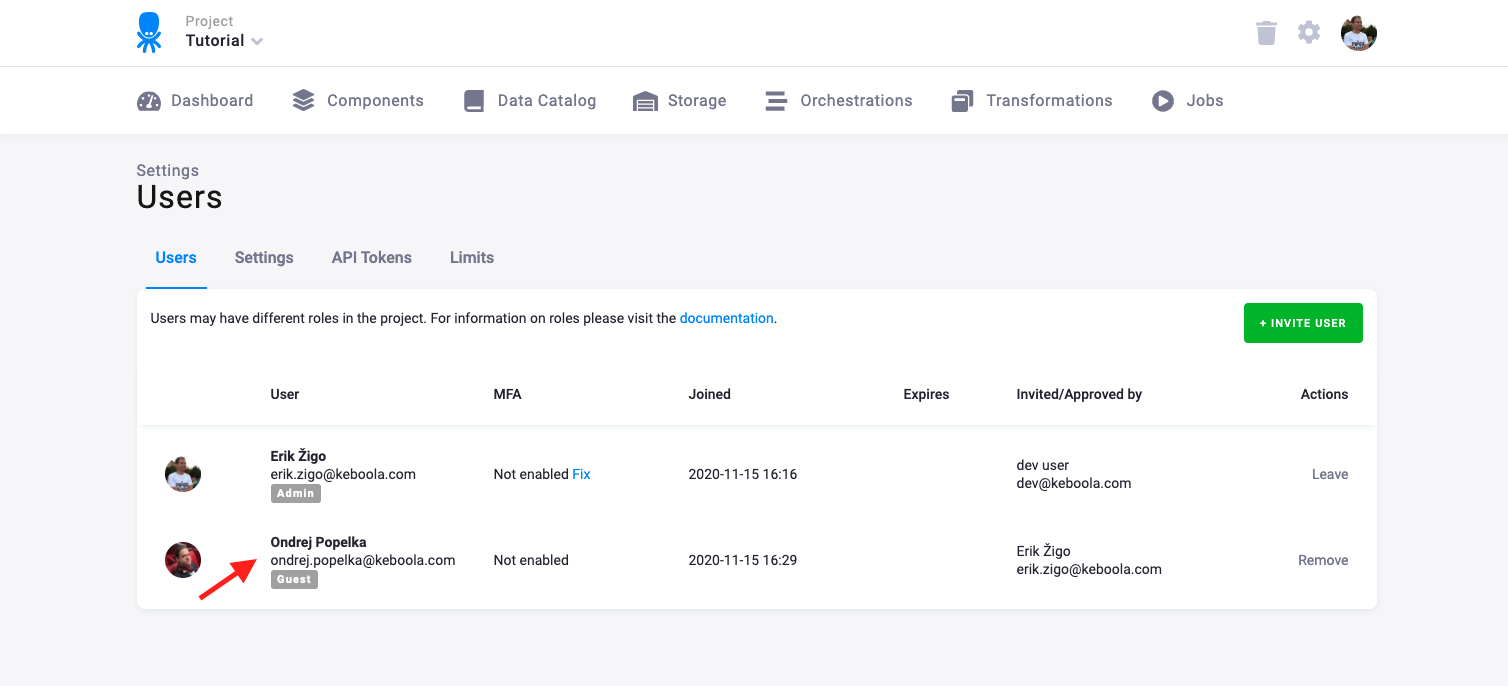 Project
Tutorial
Dashboard
Components
Data Catalog
Storage
Orchestrations
Transformations
Jobs
Settings
Users
Users
Settings
API Tokens
Limits
Users may have different roles in the project. For information on roles please visit the documentation.
+ INVITE USER
User
MFA
Joined
Expires
Invited/Approved by
Actions
Erik Žigo
erik.zigo@keboola.com
Admin
Not enabled Fix
2020-11-15 16:16
dev user
dev@keboola.com
Leave
Ondrej Popelka
ondrej.popelka@keboola.com
Guest
Not enabled
2020-11-15 16:29
Erik Žigo
erik.zigo@keboola.com
Remove